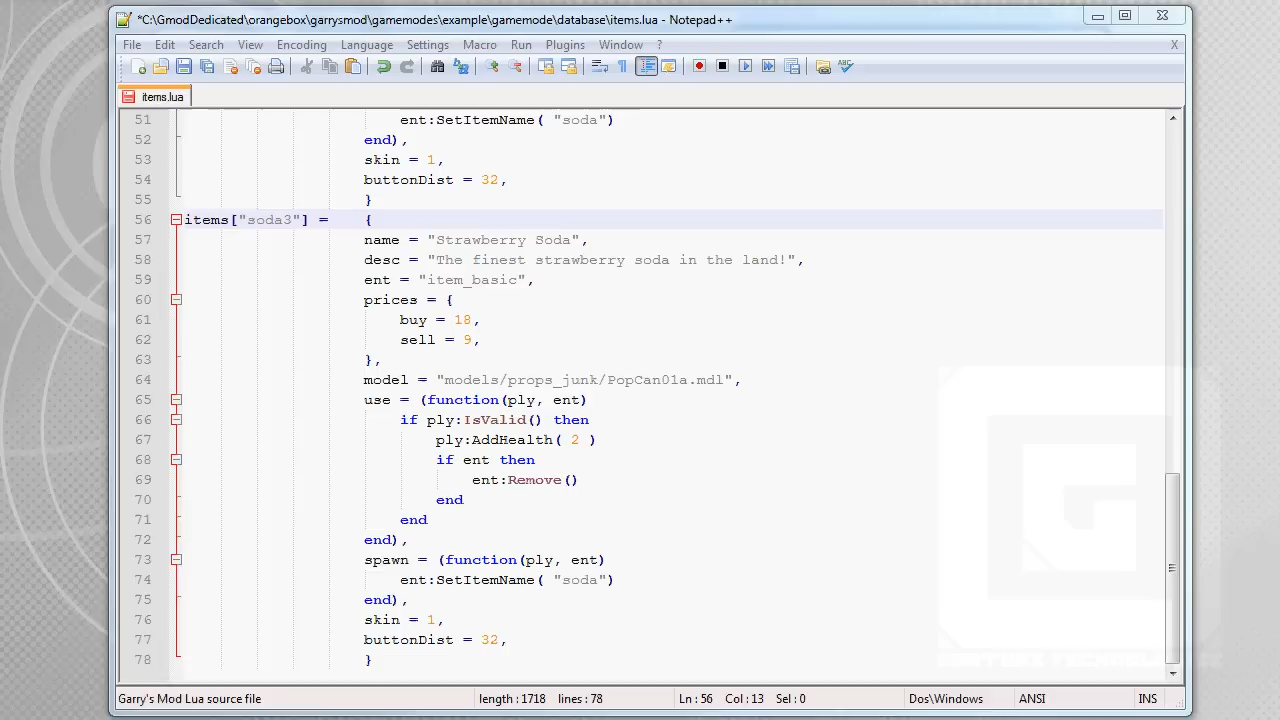 *C:\GmodDedicated\orangebox\garrysmod\gamemodes\example\gamemode\database\items.lua - Notepad++
File Edit Search View Encoding Language Settings Macro Run Plugins Window ? X
items.lua
51 ent:SetItemName( "soda")
52 end),
53 skin = 1,
54 buttonDist = 32,
55 }
56 items["soda3"] = {
57 name = "Strawberry Soda",
58 desc = "The finest strawberry soda in the land!",
59 ent = "item_basic",
60 prices = {
61 buy = 18,
62 sell = 9,
63 },
64 model = "models/props_junk/PopCan01a.mdl",
65 use = (function(ply, ent)
66 if ply:IsValid() then
67 ply:AddHealth( 2 )
68 if ent then
69 ent:Remove()
70 end
71 end
72 end),
73 spawn = (function(ply, ent)
74 ent:SetItemName( "soda")
75 end),
76 skin = 1,
77 buttonDist = 32,
78 }
Garry's Mod Lua source file length : 1718 lines : 78 Ln : 56 Col : 13 Sel : 0 Dos\Windows ANSI INS